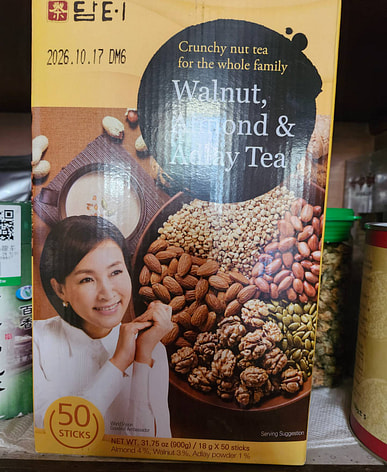 담터
2026.10.17 DM6
Crunchy nut tea
for the whole family
Walnut,
Almond &
Adlay Tea
50
STICKS
NET WT. 31.75 oz (900g) / 18 g X 50 sticks
Almond 4%, Walnut 3%, Adlay powder 1%
Serving Suggestion